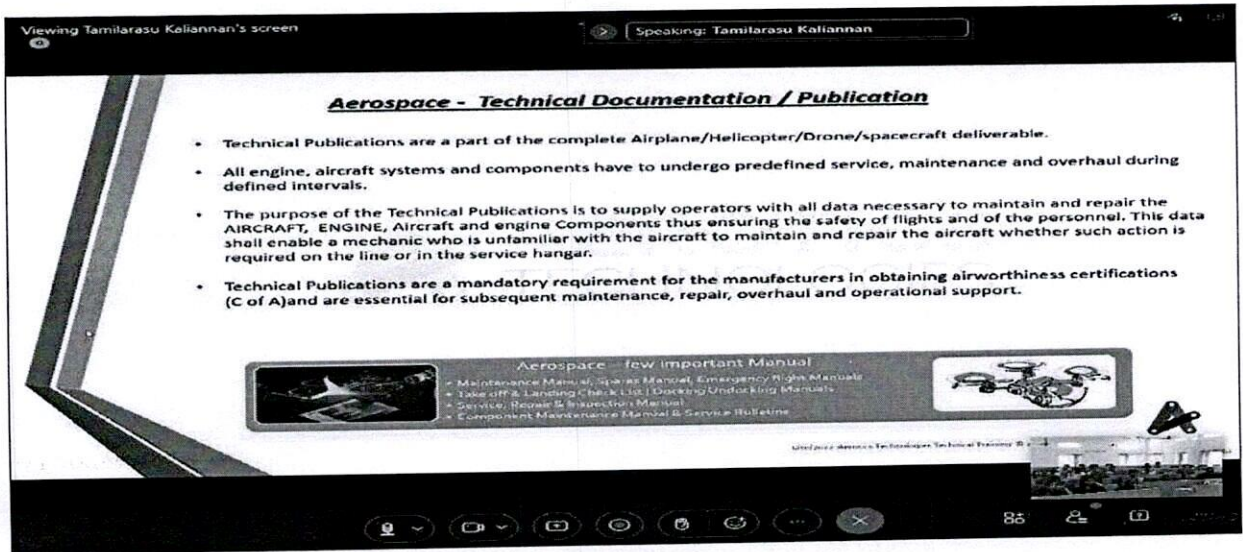 Viewing Tamilarasu Kaliannan's screen
Speaking: Tamilarasu Kaliannan
Aerospace - Technical Documentation / Publication
• Technical Publications are a part of the complete Airplane/Helicopter/Drone/spacecraft deliverable.
• All engine, aircraft systems and components have to undergo predefined service, maintenance and overhaul during
defined intervals.
• The purpose of the Technical Publications is to supply operators with all data necessary to maintain and repair the
AIRCRAFT, ENGINE, Aircraft and engine Components thus ensuring the safety of flights and of the personnel. This data
shall enable a mechanic who is unfamiliar with the aircraft to maintain and repair the aircraft whether such action is
required on the line or in the service hangar.
• Technical Publications are a mandatory requirement for the manufacturers in obtaining airworthiness certifications
(C of A)and are essential for subsequent maintenance, repair, overhaul and operational support.
Aerospace few important Manual
• Maintenance Manual, Spares Manual, Emergency Manuals
• Take off & Landing Check List | Docking Undocking Manuals
• Service, Repair & Inspection Manual
• Component Maintenance Manual & Service Bulletins
Technical Training